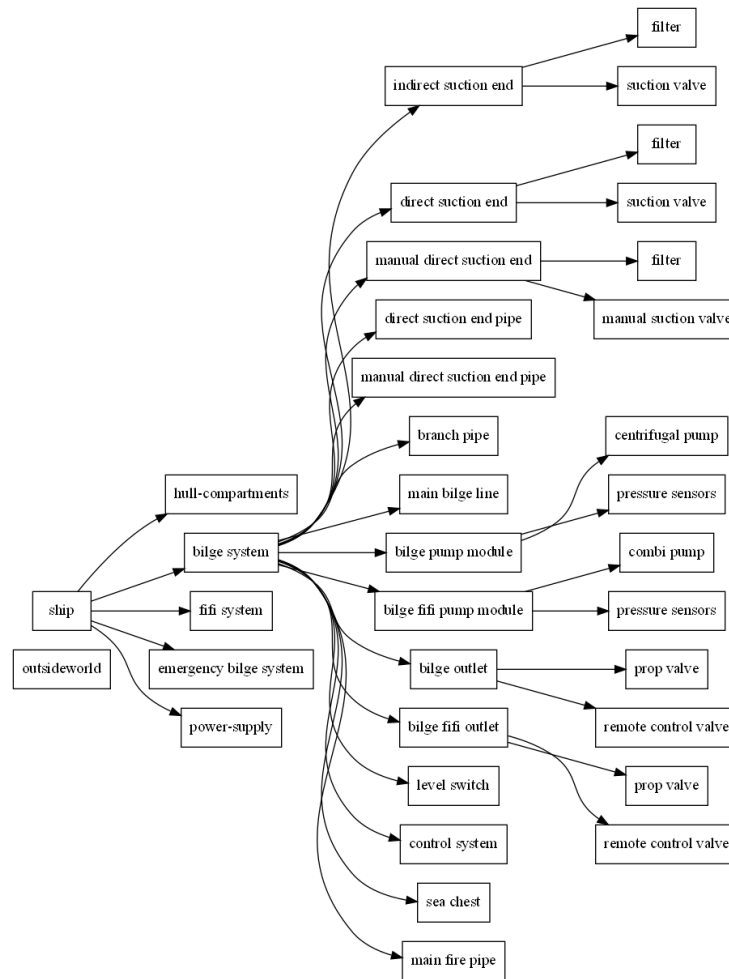 filter
indirect suction end
suction valve
filter
direct suction end
suction valve
manual direct suction end
filter
direct suction end pipe
manual suction valve
manual direct suction end pipe
branch pipe
centrifugal pump
hull-compartments
main bilge line
pressure sensors
bilge system
bilge pump module
combi pump
ship
fifi system
bilge fifi pump module
pressure sensors
outsideworld
emergency bilge system
bilge outlet
prop valve
power-supply
bilge fifi outlet
remote control valve
level switch
prop valve
control system
remote control valve
sea chest
main fire pipe